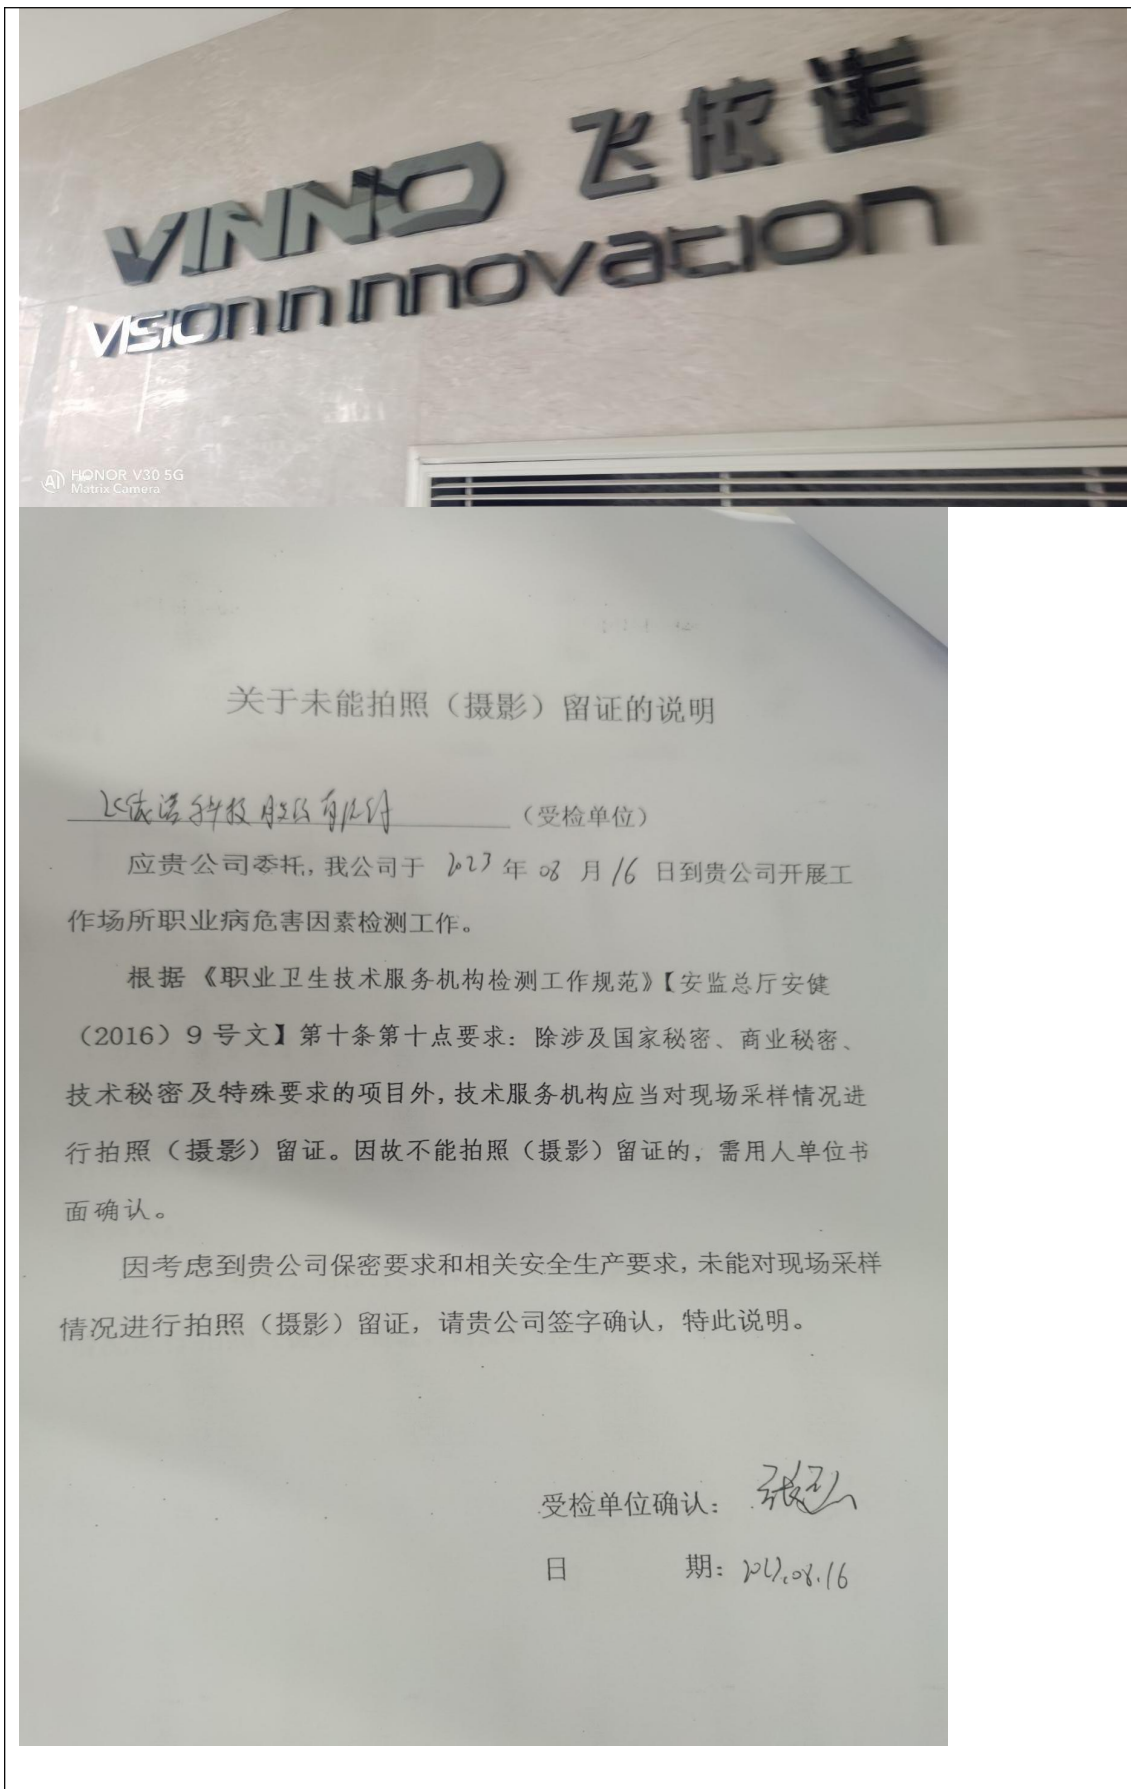 VINNO 飞依诺
VISION IN INNOVATION
AI HONOR V30 5G
Matrix Camera
关于未能拍照（摄影）留证的说明
飞依诺科技股份有限公司（受检单位）
应贵公司委托，我公司于 2023 年 08 月 16 日到贵公司开展工
作场所职业病危害因素检测工作。
根据《职业卫生技术服务机构检测工作规范》【安监总厅安健
（2016）9 号文】第十条第十点要求：除涉及国家秘密、商业秘密、
技术秘密及特殊要求的项目外，技术服务机构应当对现场采样情况进
行拍照（摄影）留证。因故不能拍照（摄影）留证的，需用人单位书
面确认。
因考虑到贵公司保密要求和相关安全生产要求，未能对现场采样
情况进行拍照（摄影）留证，请贵公司签字确认，特此说明。
受检单位确认：
日 期：2023.08.16